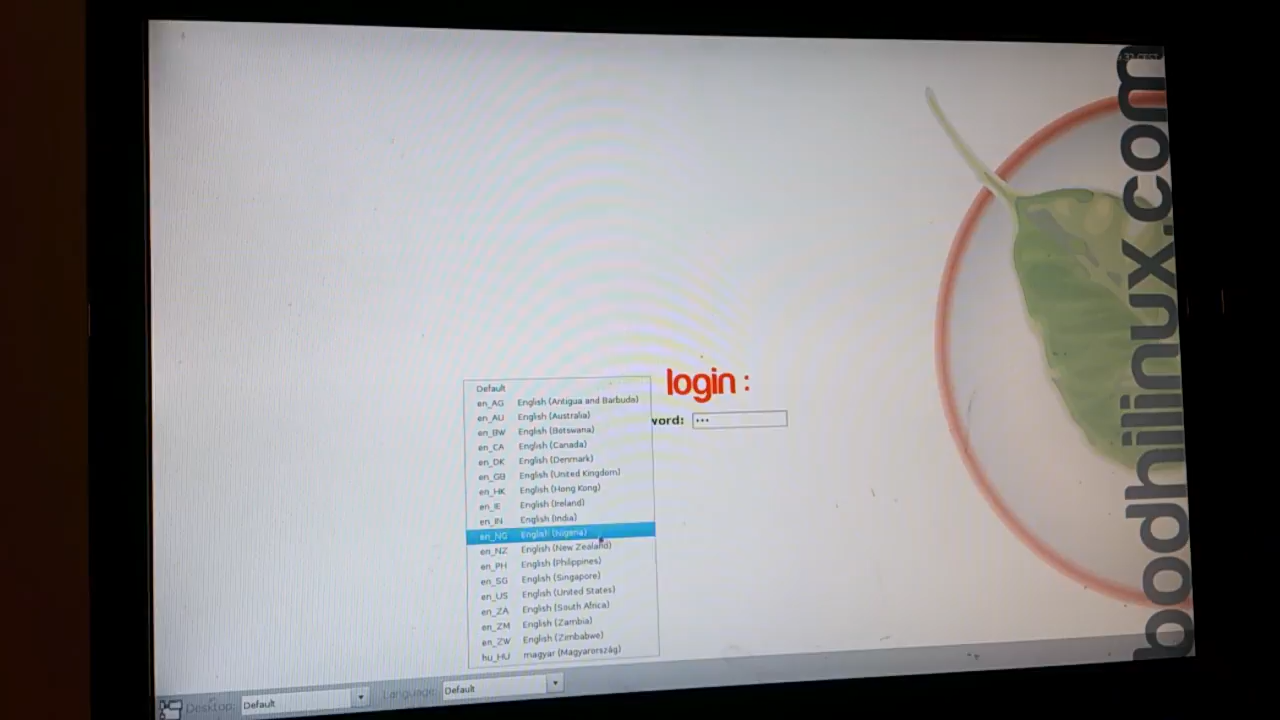 login :
word: •••
Default
en_AG English (Antigua and Barbuda)
en_AU English (Australia)
en_BW English (Botswana)
en_CA English (Canada)
en_DK English (Denmark)
en_GB English (United Kingdom)
en_HK English (Hong Kong)
en_IE English (Ireland)
en_IN English (India)
en_NG English (Nigeria)
en_NZ English (New Zealand)
en_PH English (Philippines)
en_SG English (Singapore)
en_US English (United States)
en_ZA English (South Africa)
en_ZM English (Zambia)
en_ZW English (Zimbabwe)
hu_HU magyar (Magyarország)
Desktop: Default Language: Default
bodhilinux.com